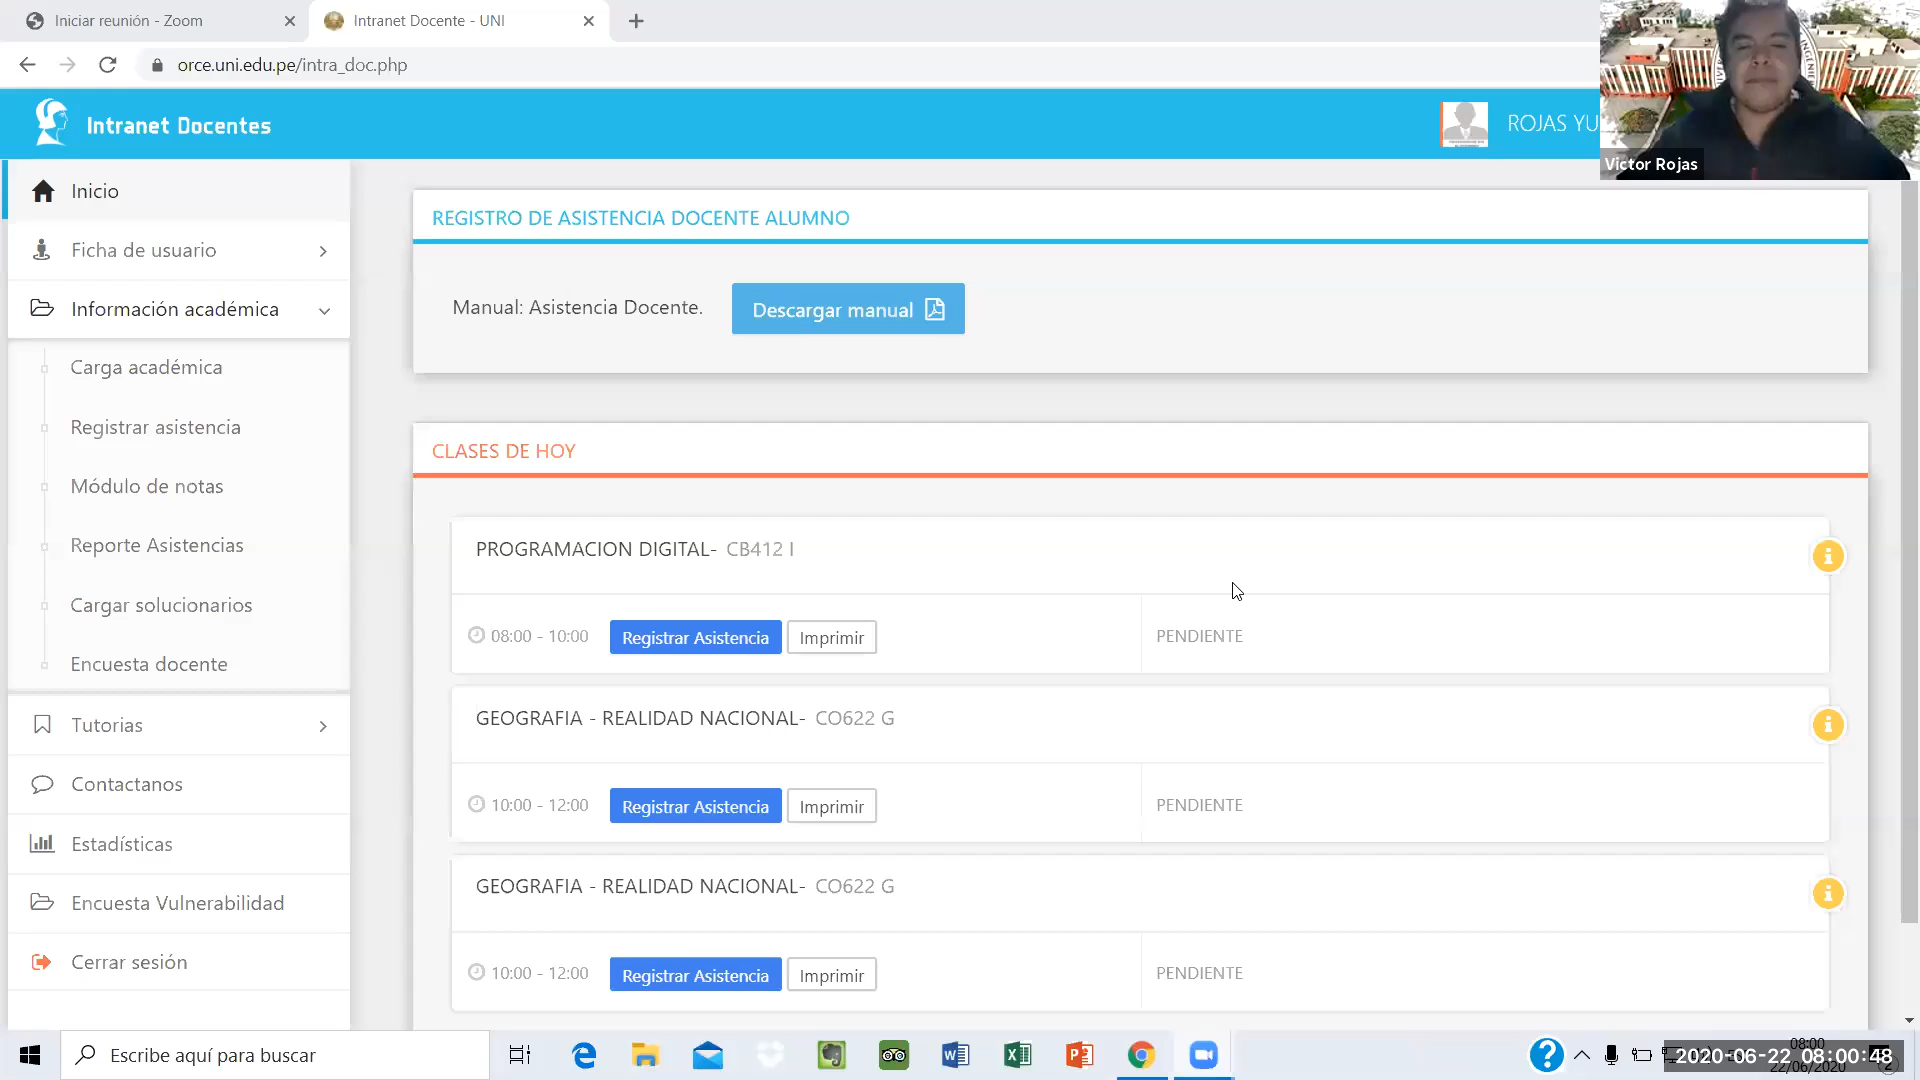 Iniciar reunión - Zoom
Intranet Docente - UNI
orce.uni.edu.pe/intra_doc.php
Intranet Docentes
ROJAS YU
Victor Rojas
Inicio
Ficha de usuario
Información académica
Carga académica
Registrar asistencia
Módulo de notas
Reporte Asistencias
Cargar solucionarios
Encuesta docente
Tutorias
Contactanos
Estadísticas
Encuesta Vulnerabilidad
Cerrar sesión
REGISTRO DE ASISTENCIA DOCENTE ALUMNO
Manual: Asistencia Docente.
Descargar manual
CLASES DE HOY
PROGRAMACION DIGITAL- CB412 I
08:00 - 10:00 Registrar Asistencia Imprimir PENDIENTE
GEOGRAFIA - REALIDAD NACIONAL- CO622 G
10:00 - 12:00 Registrar Asistencia Imprimir PENDIENTE
GEOGRAFIA - REALIDAD NACIONAL- CO622 G
10:00 - 12:00 Registrar Asistencia Imprimir PENDIENTE
Escribe aquí para buscar
08:00
2020-06-22 08:00:48
22/06/2020